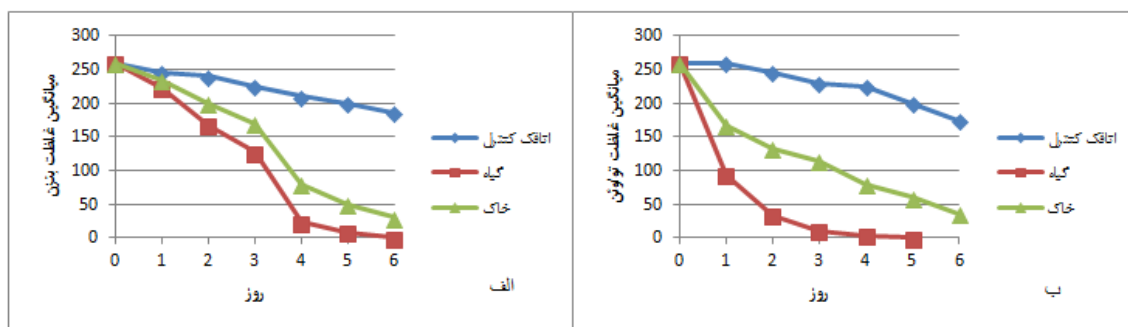 میانگین غلظت بنزن
300
250
200
150
100
50
0
0 1 2 3 4 5 6
روز
اتاقک کنترل
گیاه
خاک
الف
میانگین غلظت تولوئن
300
250
200
150
100
50
0
0 1 2 3 4 5 6
روز
اتاقک کنترل
گیاه
خاک
ب